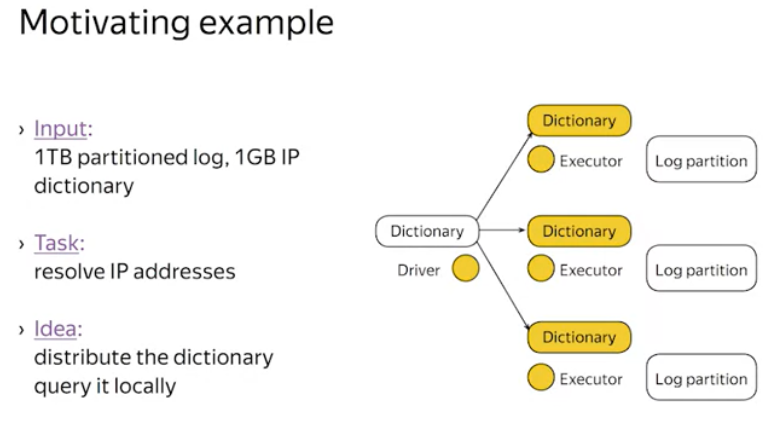 Motivating example
› Input:
1TB partitioned log, 1GB IP
dictionary
› Task:
resolve IP addresses
› Idea:
distribute the dictionary
query it locally
Dictionary
Driver
Dictionary
Executor
Log partition
Dictionary
Executor
Log partition
Dictionary
Executor
Log partition